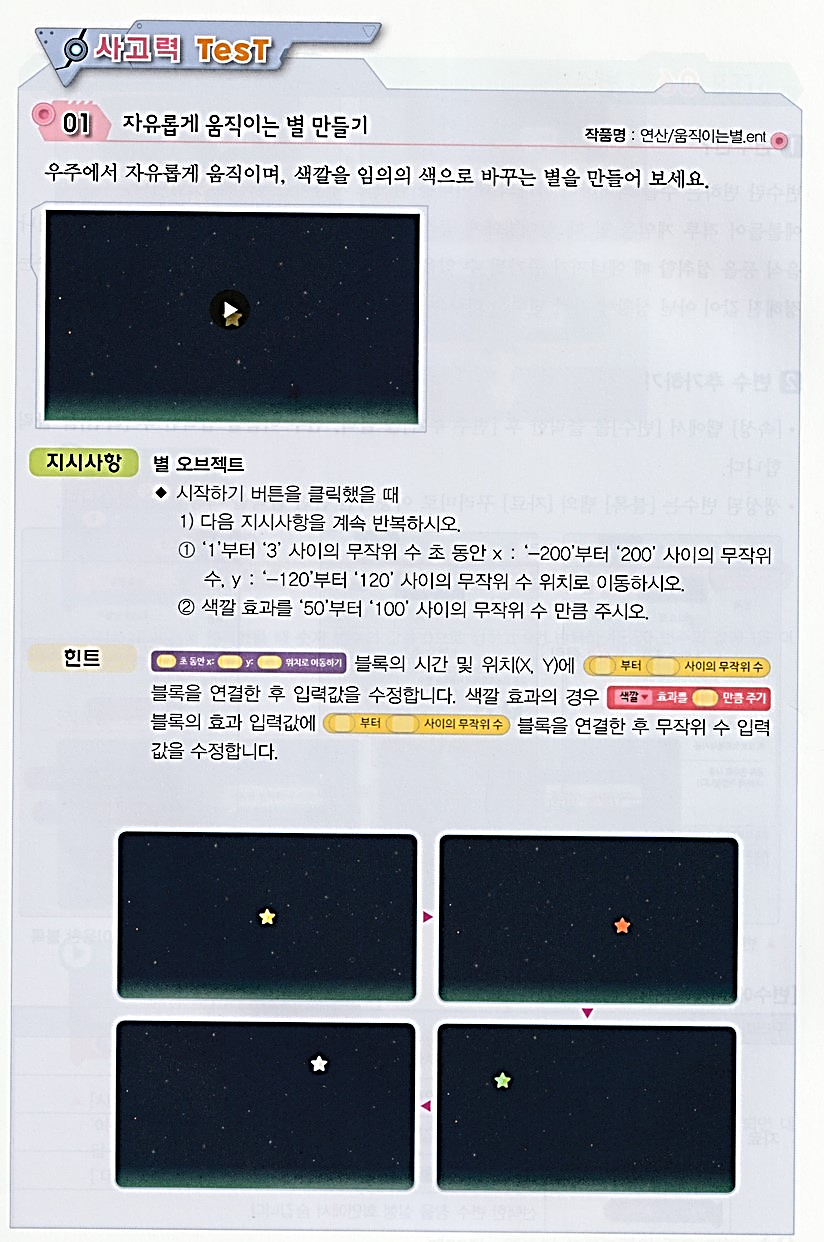 사고력 TesT
01 자유롭게 움직이는 별 만들기
작품명 : 연산/움직이는별.ent
우주에서 자유롭게 움직이며, 색깔을 임의의 색으로 바꾸는 별을 만들어 보세요.
지시사항 별 오브젝트
◆ 시작하기 버튼을 클릭했을 때
1) 다음 지시사항을 계속 반복하시오.
① ‘1’부터 ‘3’ 사이의 무작위 수 초 동안 x : ‘-200’부터 ‘200’ 사이의 무작위
수, y : ‘-120’부터 ‘120’ 사이의 무작위 수 위치로 이동하시오.
② 색깔 효과를 ‘50’부터 ‘100’ 사이의 무작위 수 만큼 주시오.
힌트 초 동안 x: y: 위치로 이동하기 블록의 시간 및 위치(X, Y)에 부터 사이의 무작위 수
블록을 연결한 후 입력값을 수정합니다. 색깔 효과의 경우 색깔▼ 효과를 만큼 주기
블록의 효과 입력값에 부터 사이의 무작위 수 블록을 연결한 후 무작위 수 입력
값을 수정합니다.